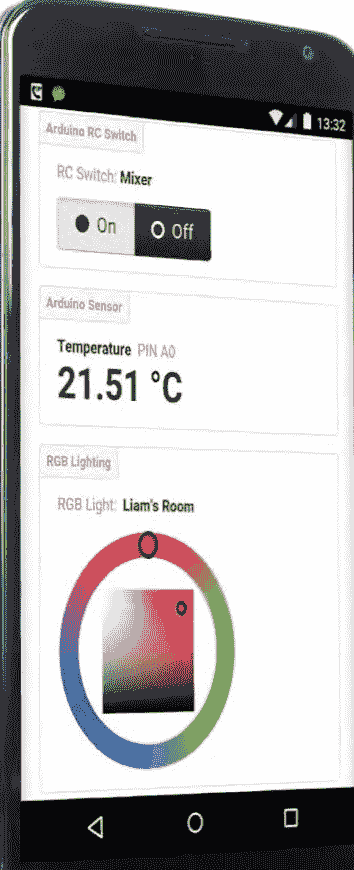 13:32
Arduino RC Switch
RC Switch: Mixer
On Off
Arduino Sensor
Temperature PIN A0
21.51 °C
RGB Lighting
RGB Light: Liam's Room